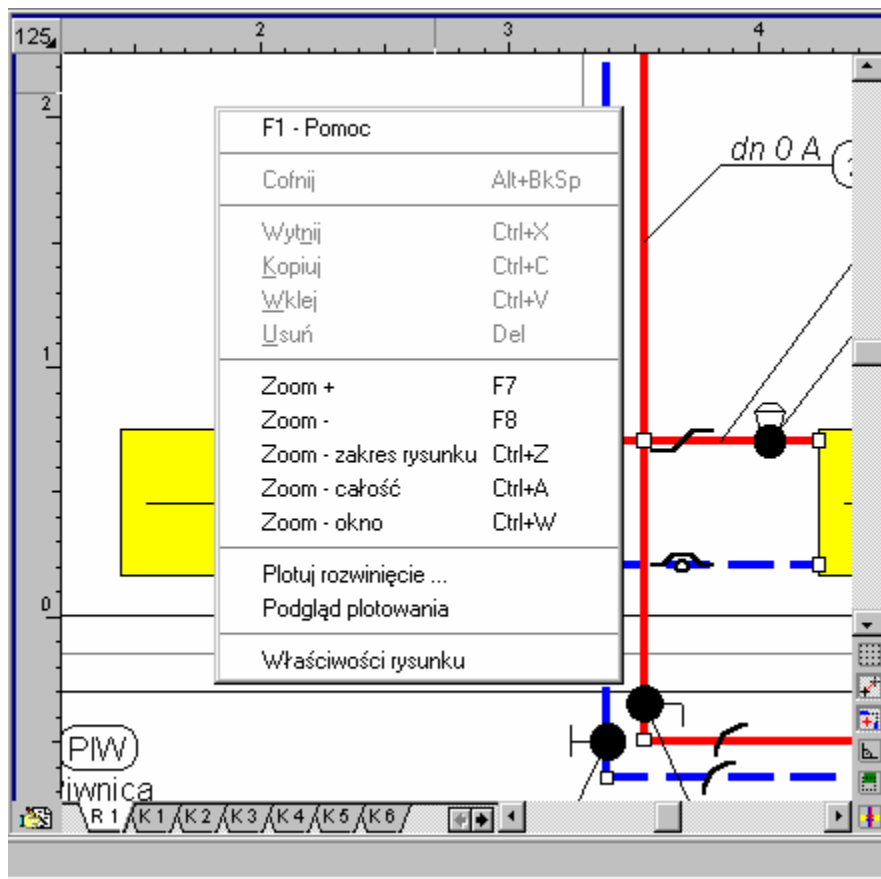 125
2 3 4
2
F1 - Pomoc
dn 0 A
Cofnij Alt+BkSp
Wytnij Ctrl+X
Kopiuj Ctrl+C
Wklej Ctrl+V
Usuń Del
1
Zoom + F7
Zoom - F8
Zoom - zakres rysunku Ctrl+Z
Zoom - całość Ctrl+A
Zoom - okno Ctrl+W
Plotuj rozwinięcie ...
0
Podgląd plotowania
Właściwości rysunku
PIW
iwnica
R 1 K 1 K 2 K 3 K 4 K 5 K 6